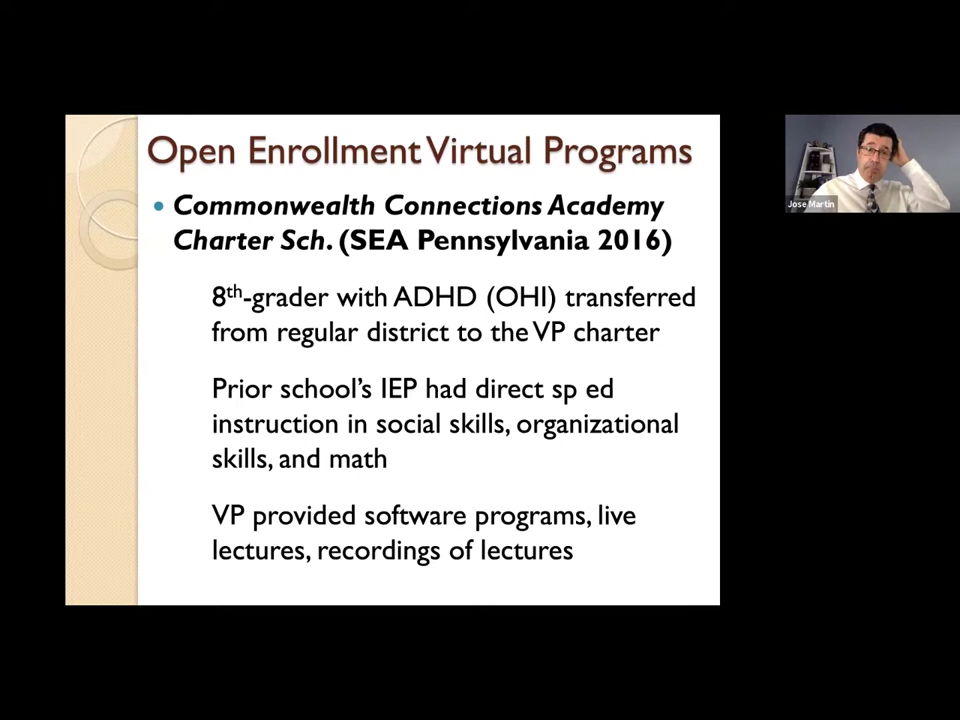 Open Enrollment Virtual Programs
• Commonwealth Connections Academy
Charter Sch. (SEA Pennsylvania 2016)
8th-grader with ADHD (OHI) transferred
from regular district to the VP charter
Prior school's IEP had direct sp ed
instruction in social skills, organizational
skills, and math
VP provided software programs, live
lectures, recordings of lectures
Jose Martin